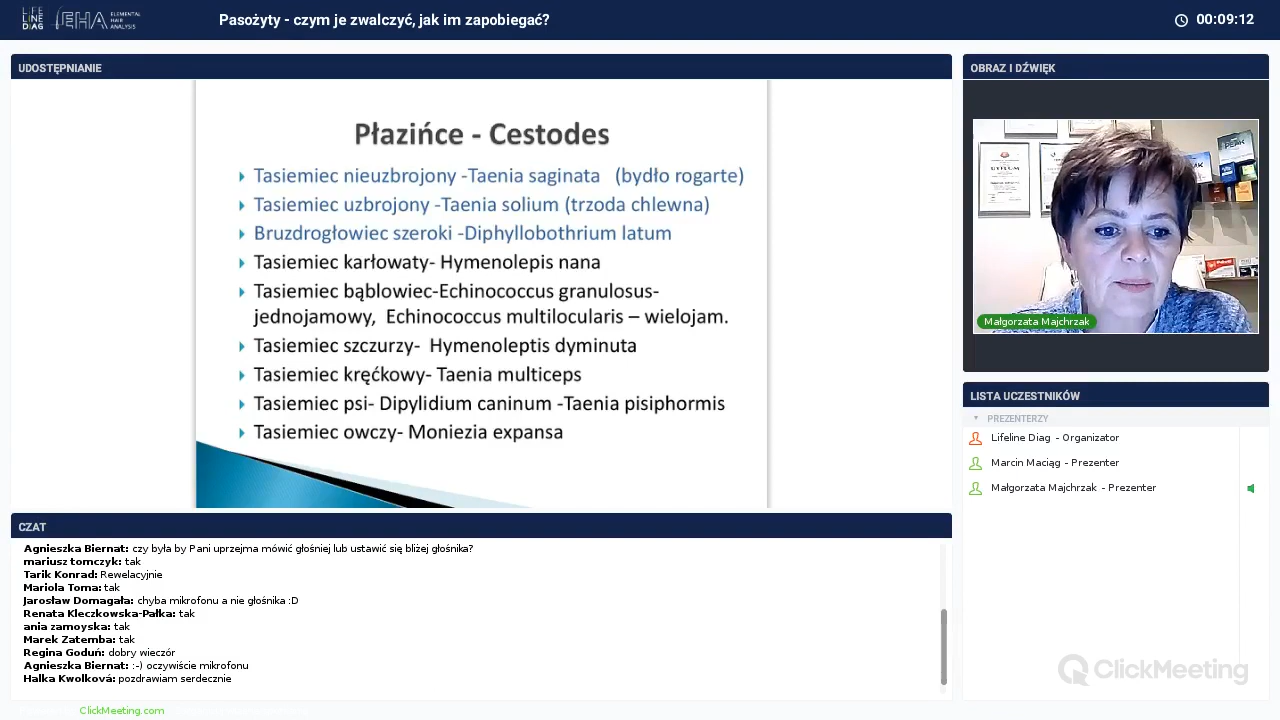 LIFE
LINE
DIAG
EHA
ELEMENTAL
HAIR
ANALYSIS
Pasożyty - czym je zwalczyć, jak im zapobiegać?
00:09:12
UDOSTĘPNIANIE
Płazińce - Cestodes
Tasiemiec nieuzbrojony -Taenia saginata (bydło rogarte)
Tasiemiec uzbrojony -Taenia solium (trzoda chlewna)
Bruzdrogłowiec szeroki -Diphyllobothrium latum
Tasiemiec karłowaty- Hymenolepis nana
Tasiemiec bąblowiec-Echinococcus granulosus-
jednojamowy, Echinococcus multilocularis – wielojam.
Tasiemiec szczurzy- Hymenoleptis dyminuta
Tasiemiec kręćkowy- Taenia multiceps
Tasiemiec psi- Dipylidium caninum -Taenia pisiphormis
Tasiemiec owczy- Moniezia expansa
OBRAZ I DŹWIĘK
PEAK
Małgorzata Majchrzak
LISTA UCZESTNIKÓW
PREZENTERZY
Lifeline Diag - Organizator
Marcin Maciąg - Prezenter
Małgorzata Majchrzak - Prezenter
CZAT
Agnieszka Biernat: czy była by Pani uprzejma mówić głośniej lub ustawić się bliżej głośnika?
mariusz tomczyk: tak
Tarik Konrad: Rewelacyjnie
Mariola Toma: tak
Jarosław Domagała: chyba mikrofonu a nie głośnika :D
Renata Kleczkowska-Pałka: tak
ania zamoyska: tak
Marek Zatemba: tak
Regina Goduń: dobry wieczór
Agnieszka Biernat: :-) oczywiście mikrofonu
Halka Kwolková: pozdrawiam serdecznie
ClickMeeting
ClickMeeting.com